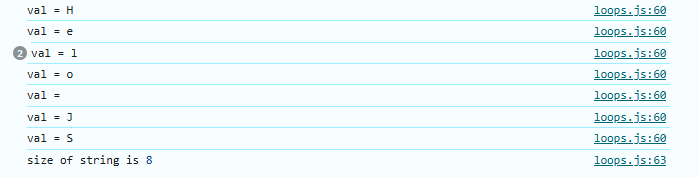 val = H loops.js:60
val = e loops.js:60
2 val = l loops.js:60
val = o loops.js:60
val = loops.js:60
val = J loops.js:60
val = S loops.js:60
size of string is 8 loops.js:63